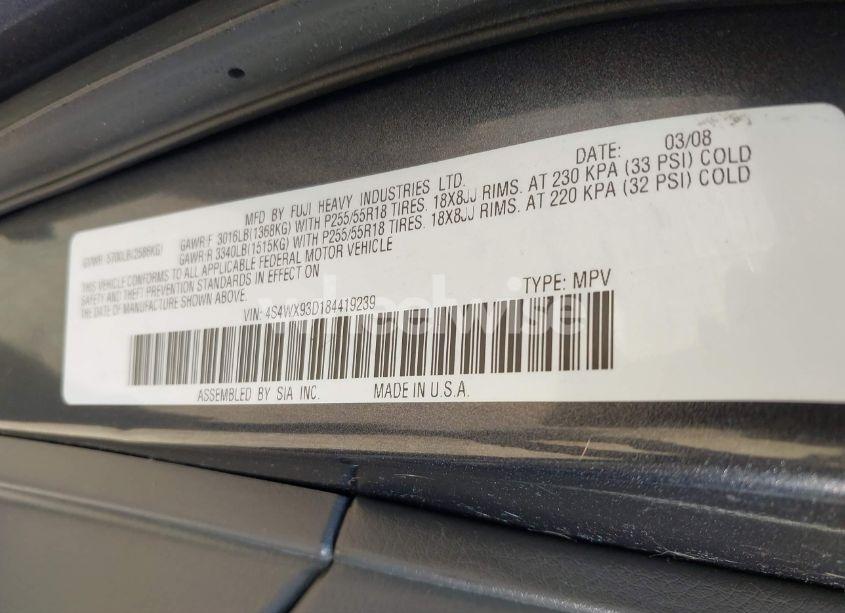 MFD BY FUJI HEAVY INDUSTRIES LTD. DATE: 03/08
GVWR: 5700LB(2586KG) GAWR:F 3016LB(1368KG) WITH P255/55R18 TIRES. 18X8JJ RIMS. AT 230 KPA (33 PSI) COLD
GAWR:R 3340LB(1515KG) WITH P255/55R18 TIRES. 18X8JJ RIMS. AT 220 KPA (32 PSI) COLD
THIS VEHICLE CONFORMS TO ALL APPLICABLE FEDERAL MOTOR VEHICLE
SAFETY AND THEFT PREVENTION STANDARDS IN EFFECT ON
THE DATE OF MANUFACTURE SHOWN ABOVE.
VIN: 4S4WX93D184419239 TYPE: MPV
wheelwise
ASSEMBLED BY SIA INC. MADE IN U.S.A.